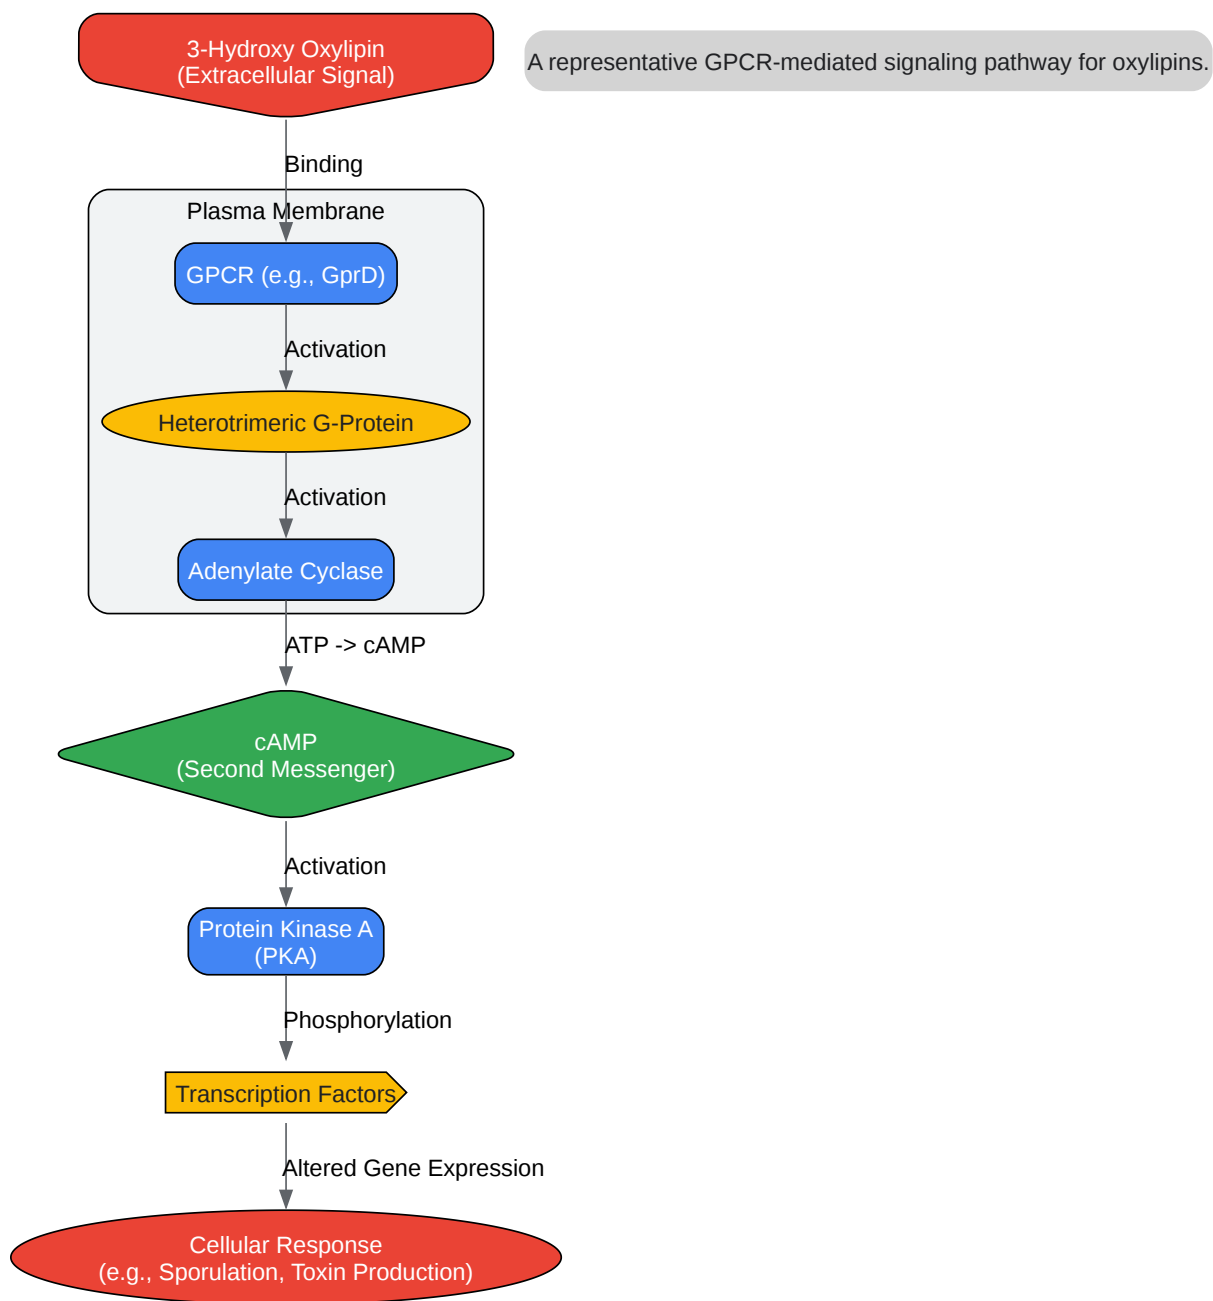 3-Hydroxy Oxylipin
(Extracellular Signal)
A representative GPCR-mediated signaling pathway for oxylipins.
Binding
Plasma Membrane
GPCR (e.g., GprD)
Activation
Heterotrimeric G-Protein
Activation
Adenylate Cyclase
ATP -> cAMP
cAMP
(Second Messenger)
Activation
Protein Kinase A
(PKA)
Phosphorylation
Transcription Factors
Altered Gene Expression
Cellular Response
(e.g., Sporulation, Toxin Production)